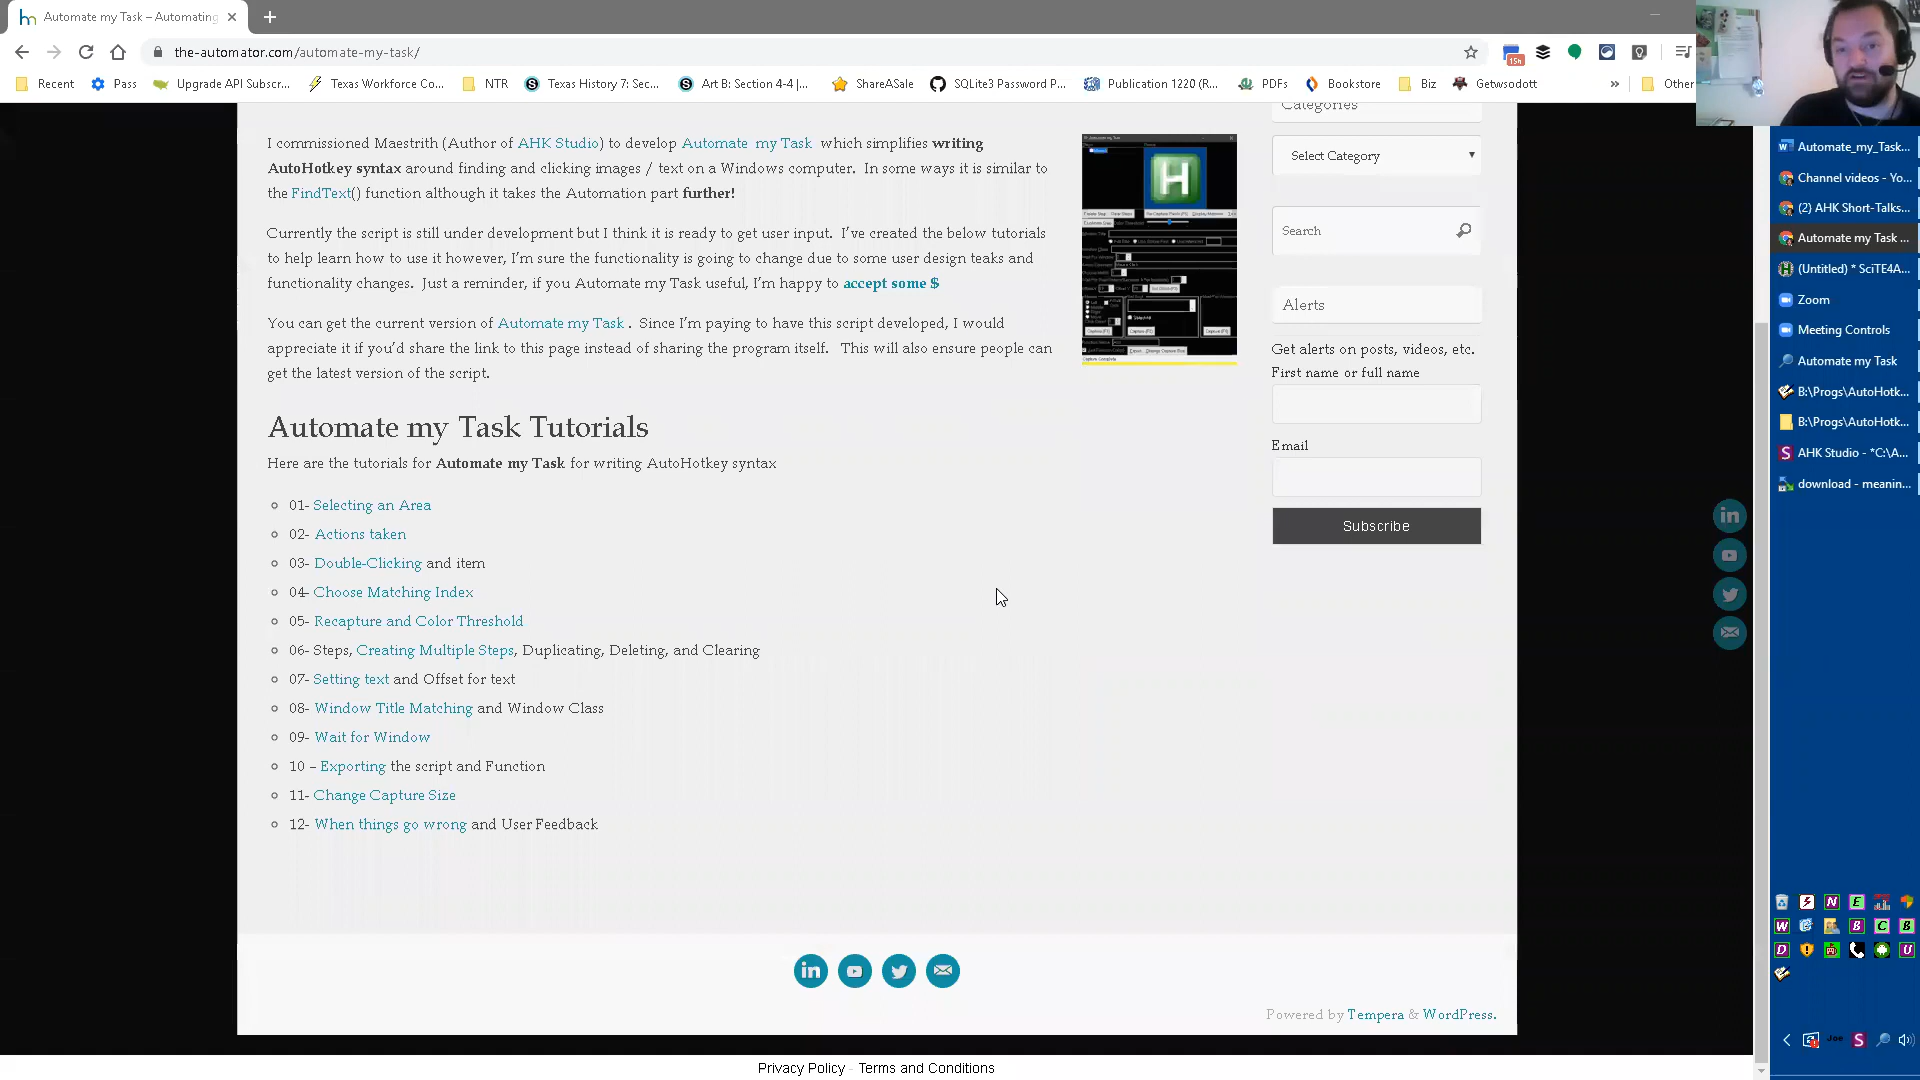 Automate my Task – Automating
the-automator.com/automate-my-task/
Recent
Pass
Upgrade API Subscr...
Texas Workforce Co...
NTR
Texas History 7: Sec...
Art B: Section 4-4 |...
ShareASale
SQLite3 Password P...
Publication 1220 (R...
PDFs
Bookstore
Biz
Getwsodott
»
Other
15h
I commissioned Maestrith (Author of AHK Studio) to develop Automate my Task which simplifies writing
AutoHotkey syntax around finding and clicking images / text on a Windows computer. In some ways it is similar to
the FindText() function although it takes the Automation part further!
Currently the script is still under development but I think it is ready to get user input. I've created the below tutorials
to help learn how to use it however, I'm sure the functionality is going to change due to some user design teaks and
functionality changes. Just a reminder, if you Automate my Task useful, I'm happy to accept some $
You can get the current version of Automate my Task . Since I'm paying to have this script developed, I would
appreciate it if you'd share the link to this page instead of sharing the program itself. This will also ensure people can
get the latest version of the script.
Automate my Task Tutorials
Here are the tutorials for Automate my Task for writing AutoHotkey syntax
01- Selecting an Area
02- Actions taken
03- Double-Clicking and item
04- Choose Matching Index
05- Recapture and Color Threshold
06- Steps, Creating Multiple Steps, Duplicating, Deleting, and Clearing
07- Setting text and Offset for text
08- Window Title Matching and Window Class
09- Wait for Window
10 – Exporting the script and Function
11- Change Capture Size
12- When things go wrong and User Feedback
H
Categories
Select Category
Search
Alerts
Get alerts on posts, videos, etc.
First name or full name
Email
Subscribe
Powered by Tempera & WordPress.
Privacy Policy - Terms and Conditions
Automate_my_Task...
Channel videos - Yo...
(2) AHK Short-Talks...
Automate my Task ...
(Untitled) * SciTE4A...
Zoom
Meeting Controls
Automate my Task
B:\Progs\AutoHotk...
B:\Progs\AutoHotk...
AHK Studio - *C:\A...
download - meanin...
Joe